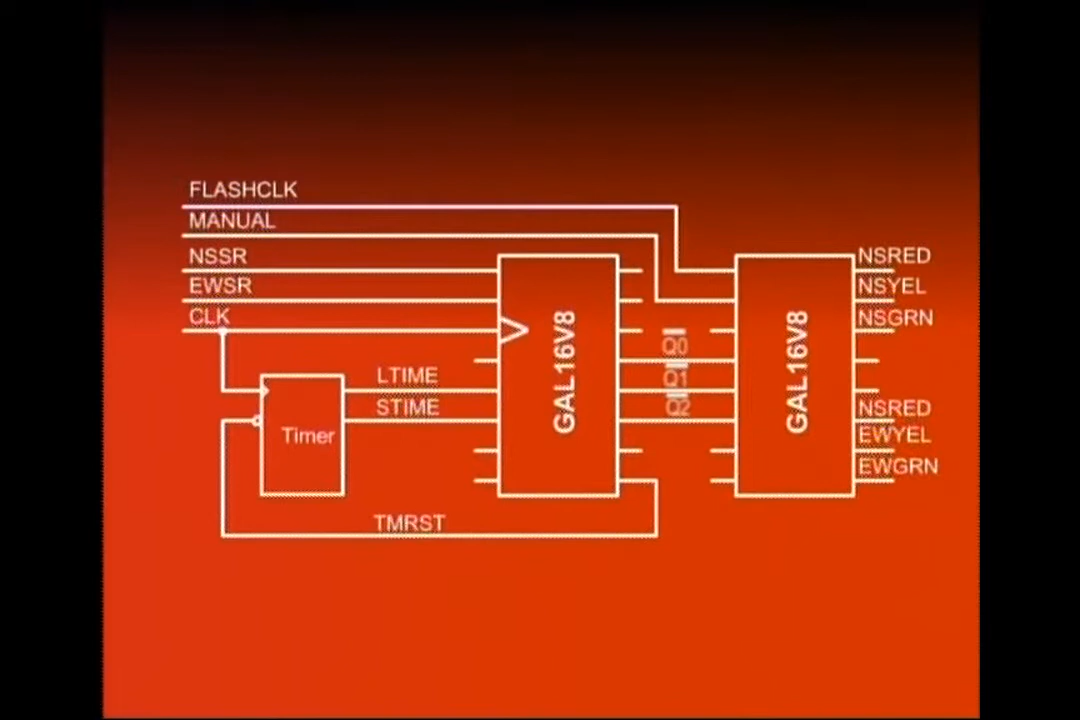 FLASHCLK
MANUAL
NSSR
EWSR
CLK
LTIME
STIME
Timer
TMRST
GAL16V8
Q0
Q1
Q2
GAL16V8
NSRED
NSYEL
NSGRN
NSRED
EWYEL
EWGRN